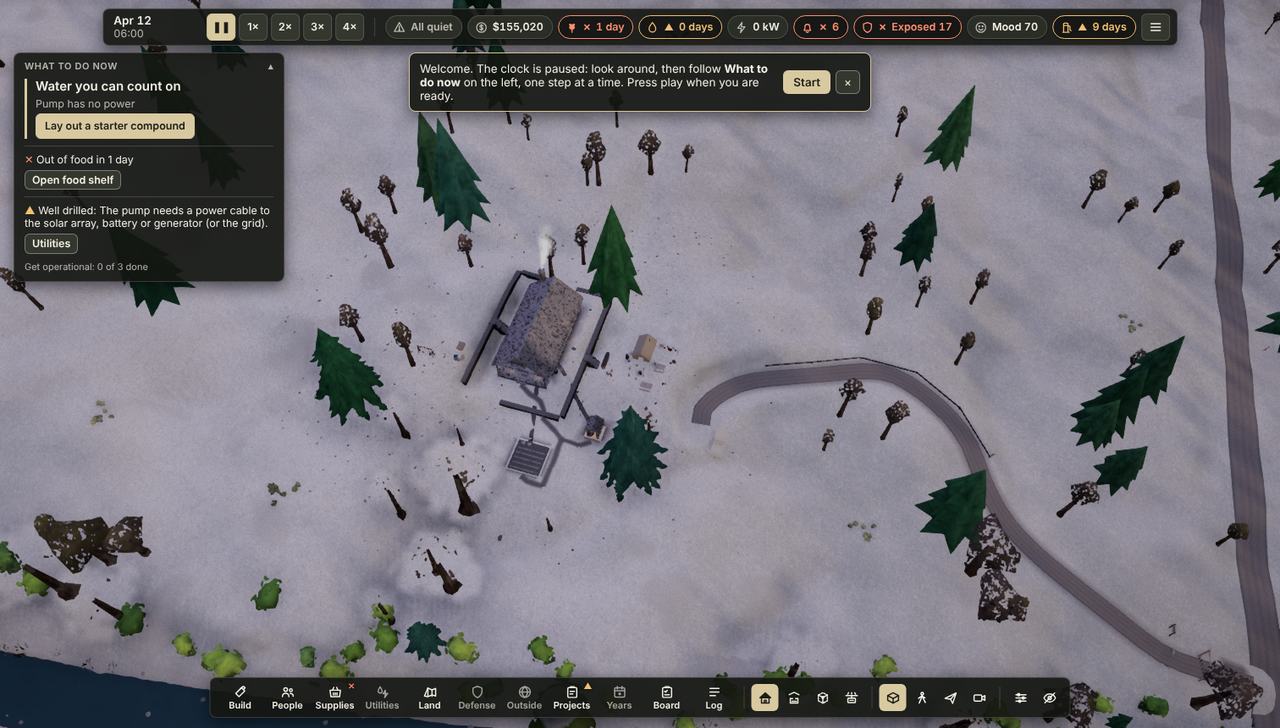 Apr 12
06:00
1×
2×
3×
4×
All quiet
$155,020
× 1 day
▲ 0 days
0 kW
× 6
× Exposed 17
Mood 70
▲ 9 days
WHAT TO DO NOW
Water you can count on
Pump has no power
Lay out a starter compound
× Out of food in 1 day
Open food shelf
▲ Well drilled: The pump needs a power cable to
the solar array, battery or generator (or the grid).
Utilities
Get operational: 0 of 3 done
Welcome. The clock is paused: look around, then follow What to
do now on the left, one step at a time. Press play when you are
ready.
Start
×
Build
People
Supplies
Utilities
Land
Defense
Outside
Projects
Years
Board
Log